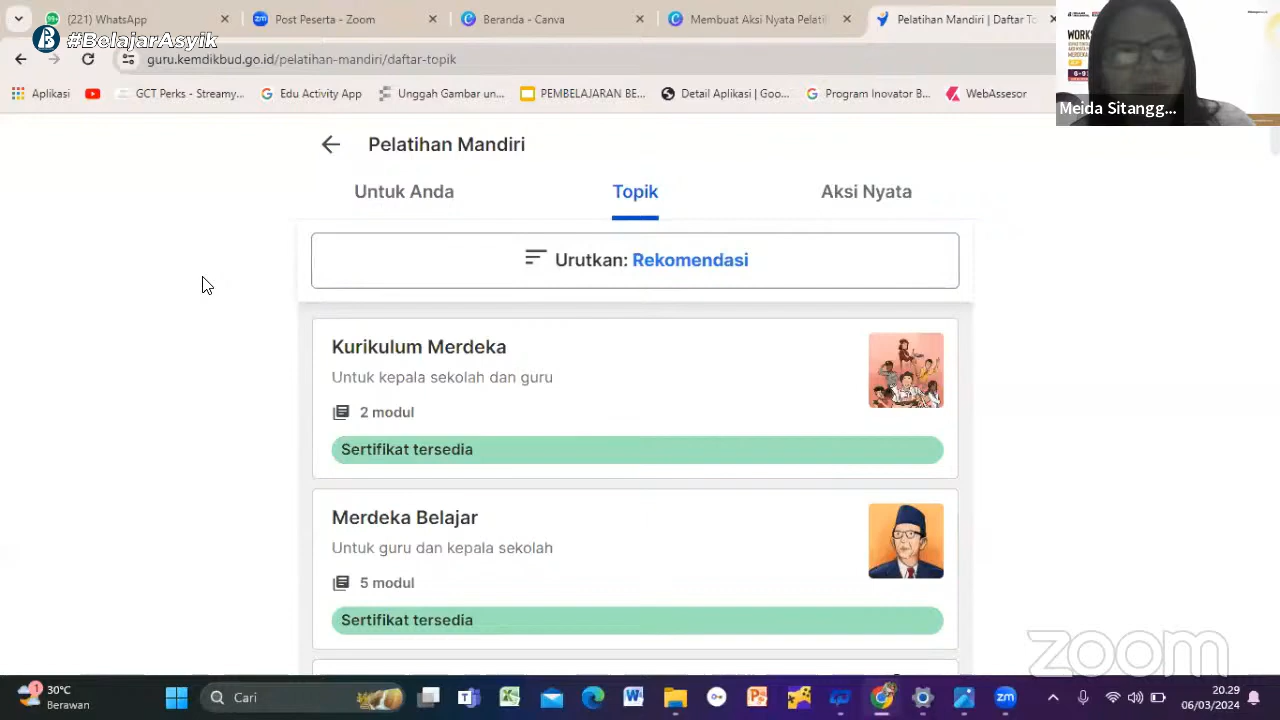 (221) WhatsApp
Post Peserta - Zoom
Beranda - Canva
Membuat Aksi Nyata Pelati
Pelatihan Mandiri | Daftar To
#BelajarAsyik
guru.kemdikbud.go.id/pelatihan-mandiri/daftar-topik
Aplikasi
GCT Perks - Streamy...
Edu Activity App
Unggah Gambar un...
PEMBELAJARAN BE...
Detail Aplikasi | Goo...
Program Inovator B...
WebAssesor
Meida Sitangg...
Pelatihan Mandiri
Untuk Anda
Topik
Aksi Nyata
Urutkan: Rekomendasi
Kurikulum Merdeka
Untuk kepala sekolah dan guru
2 modul
Sertifikat tersedia
Merdeka Belajar
Untuk guru dan kepala sekolah
5 modul
Sertifikat tersedia
zoom
1
30°C
Berawan
Cari
20.29
06/03/2024